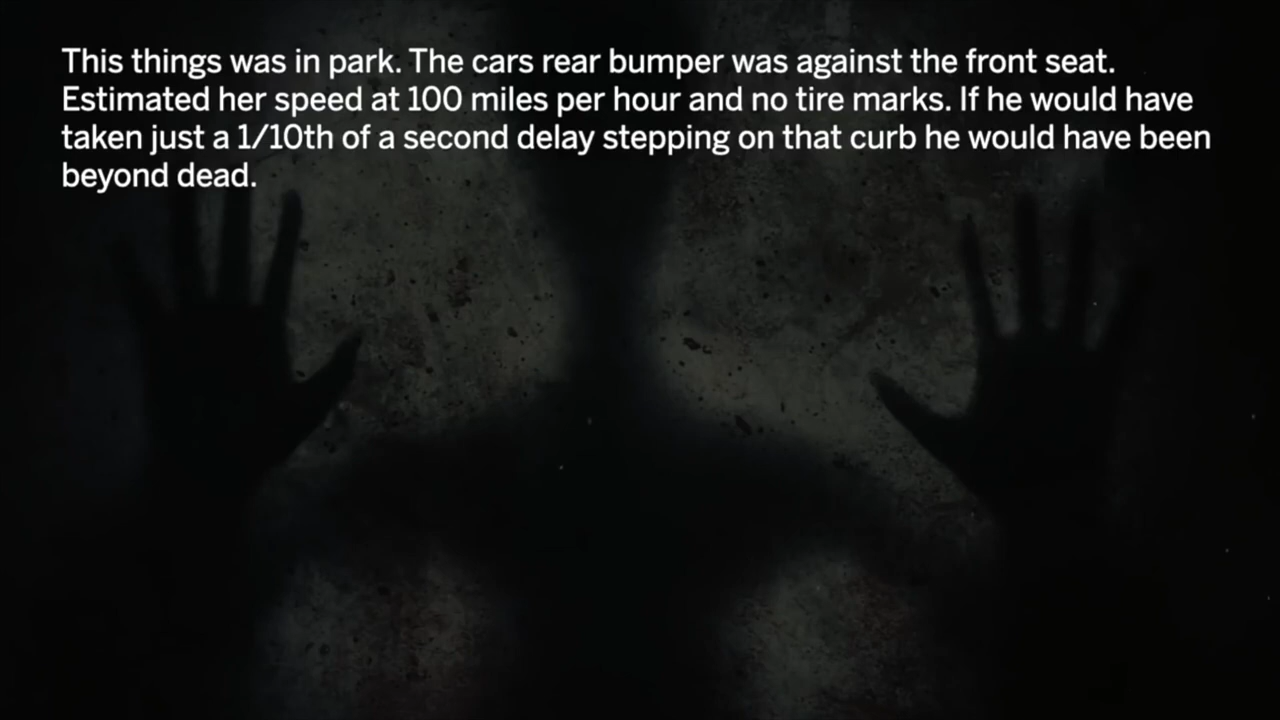 This things was in park. The cars rear bumper was against the front seat.
Estimated her speed at 100 miles per hour and no tire marks. If he would have
taken just a 1/10th of a second delay stepping on that curb he would have been
beyond dead.